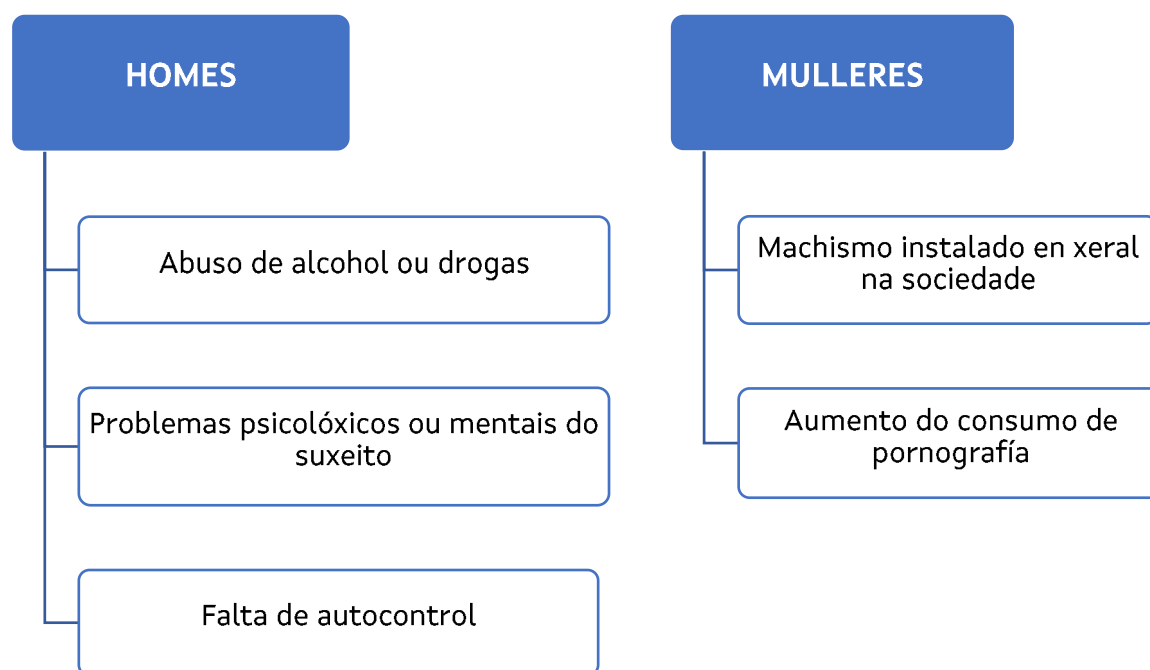 HOMES
Abuso de alcohol ou drogas
Problemas psicolóxicos ou mentais do
suxeito
Falta de autocontrol
MULLERES
Machismo instalado en xeral
na sociedade
Aumento do consumo de
pornografía